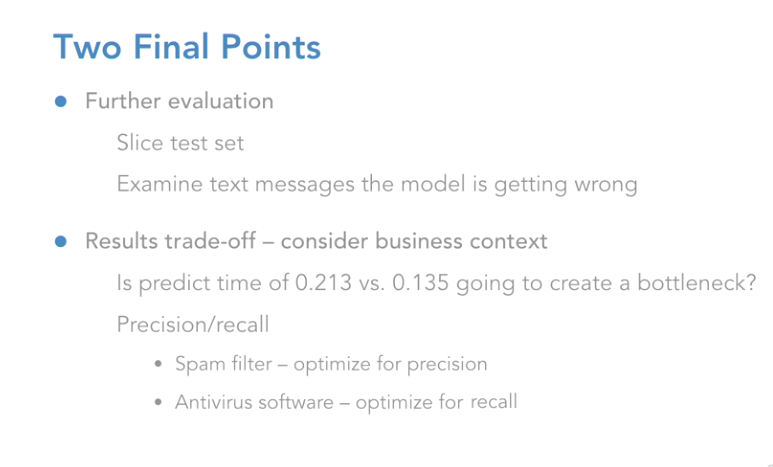 Two Final Points
• Further evaluation
Slice test set
Examine text messages the model is getting wrong
• Results trade-off – consider business context
Is predict time of 0.213 vs. 0.135 going to create a bottleneck?
Precision/recall
• Spam filter – optimize for precision
• Antivirus software – optimize for recall